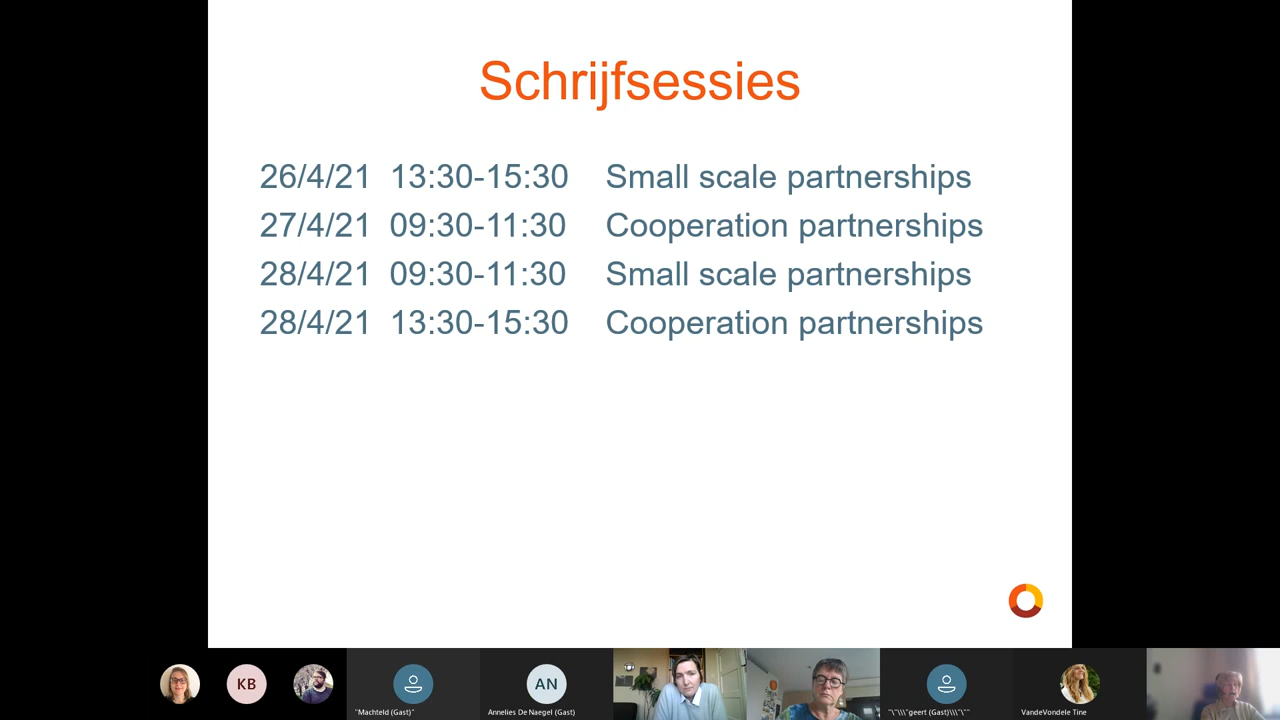 Schrijfsessies
26/4/21 13:30-15:30 Small scale partnerships
27/4/21 09:30-11:30 Cooperation partnerships
28/4/21 09:30-11:30 Small scale partnerships
28/4/21 13:30-15:30 Cooperation partnerships
KB
"Machteld (Gast)"
AN
Annelies De Naegel (Gast)
"\"\\\"geert (Gast)\\\"\""
VandeVondele Tine